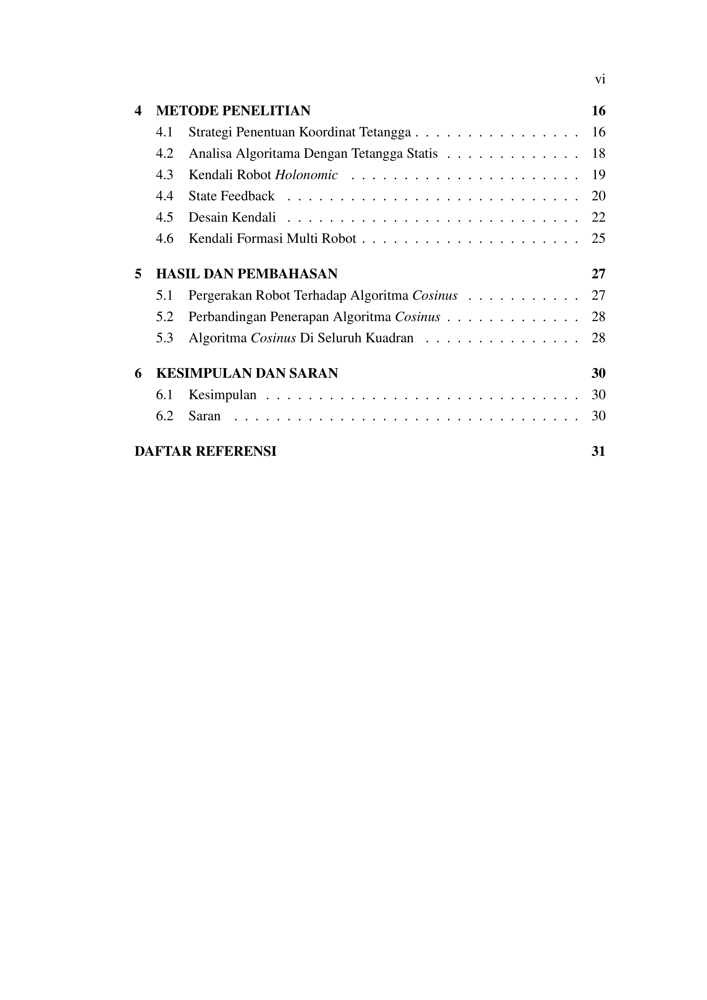 vi
4 METODE PENELITIAN 16
4.1 Strategi Penentuan Koordinat Tetangga . . . . . . . . . . . . . . . . 16
4.2 Analisa Algoritama Dengan Tetangga Statis . . . . . . . . . . . . . 18
4.3 Kendali Robot Holonomic . . . . . . . . . . . . . . . . . . . . . . 19
4.4 State Feedback . . . . . . . . . . . . . . . . . . . . . . . . . . . . 20
4.5 Desain Kendali . . . . . . . . . . . . . . . . . . . . . . . . . . . . 22
4.6 Kendali Formasi Multi Robot . . . . . . . . . . . . . . . . . . . . . 25
5 HASIL DAN PEMBAHASAN 27
5.1 Pergerakan Robot Terhadap Algoritma Cosinus . . . . . . . . . . . 27
5.2 Perbandingan Penerapan Algoritma Cosinus . . . . . . . . . . . . . 28
5.3 Algoritma Cosinus Di Seluruh Kuadran . . . . . . . . . . . . . . . 28
6 KESIMPULAN DAN SARAN 30
6.1 Kesimpulan . . . . . . . . . . . . . . . . . . . . . . . . . . . . . . 30
6.2 Saran . . . . . . . . . . . . . . . . . . . . . . . . . . . . . . . . . 30
DAFTAR REFERENSI 31